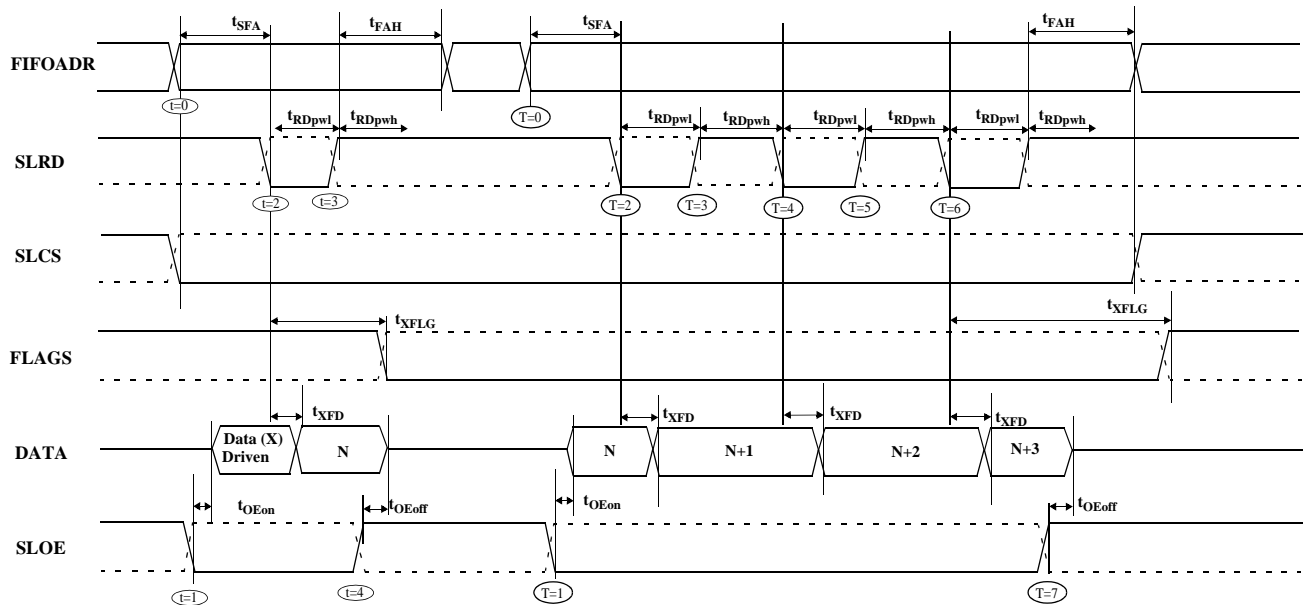 tSFA tFAH tSFA tFAH
FIFOADR
t=0 T=0
tRDpwl tRDpwh tRDpwl tRDpwh tRDpwl tRDpwh tRDpwl tRDpwh
SLRD
t=2 t=3 T=2 T=3 T=4 T=5 T=6
SLCS
tXFLG tXFLG
FLAGS
tXFD tXFD tXFD tXFD
DATA
Data (X)
Driven
N N N+1 N+2 N+3
tOEon tOEoff tOEon tOEoff
SLOE
t=1 t=4 T=1 T=7